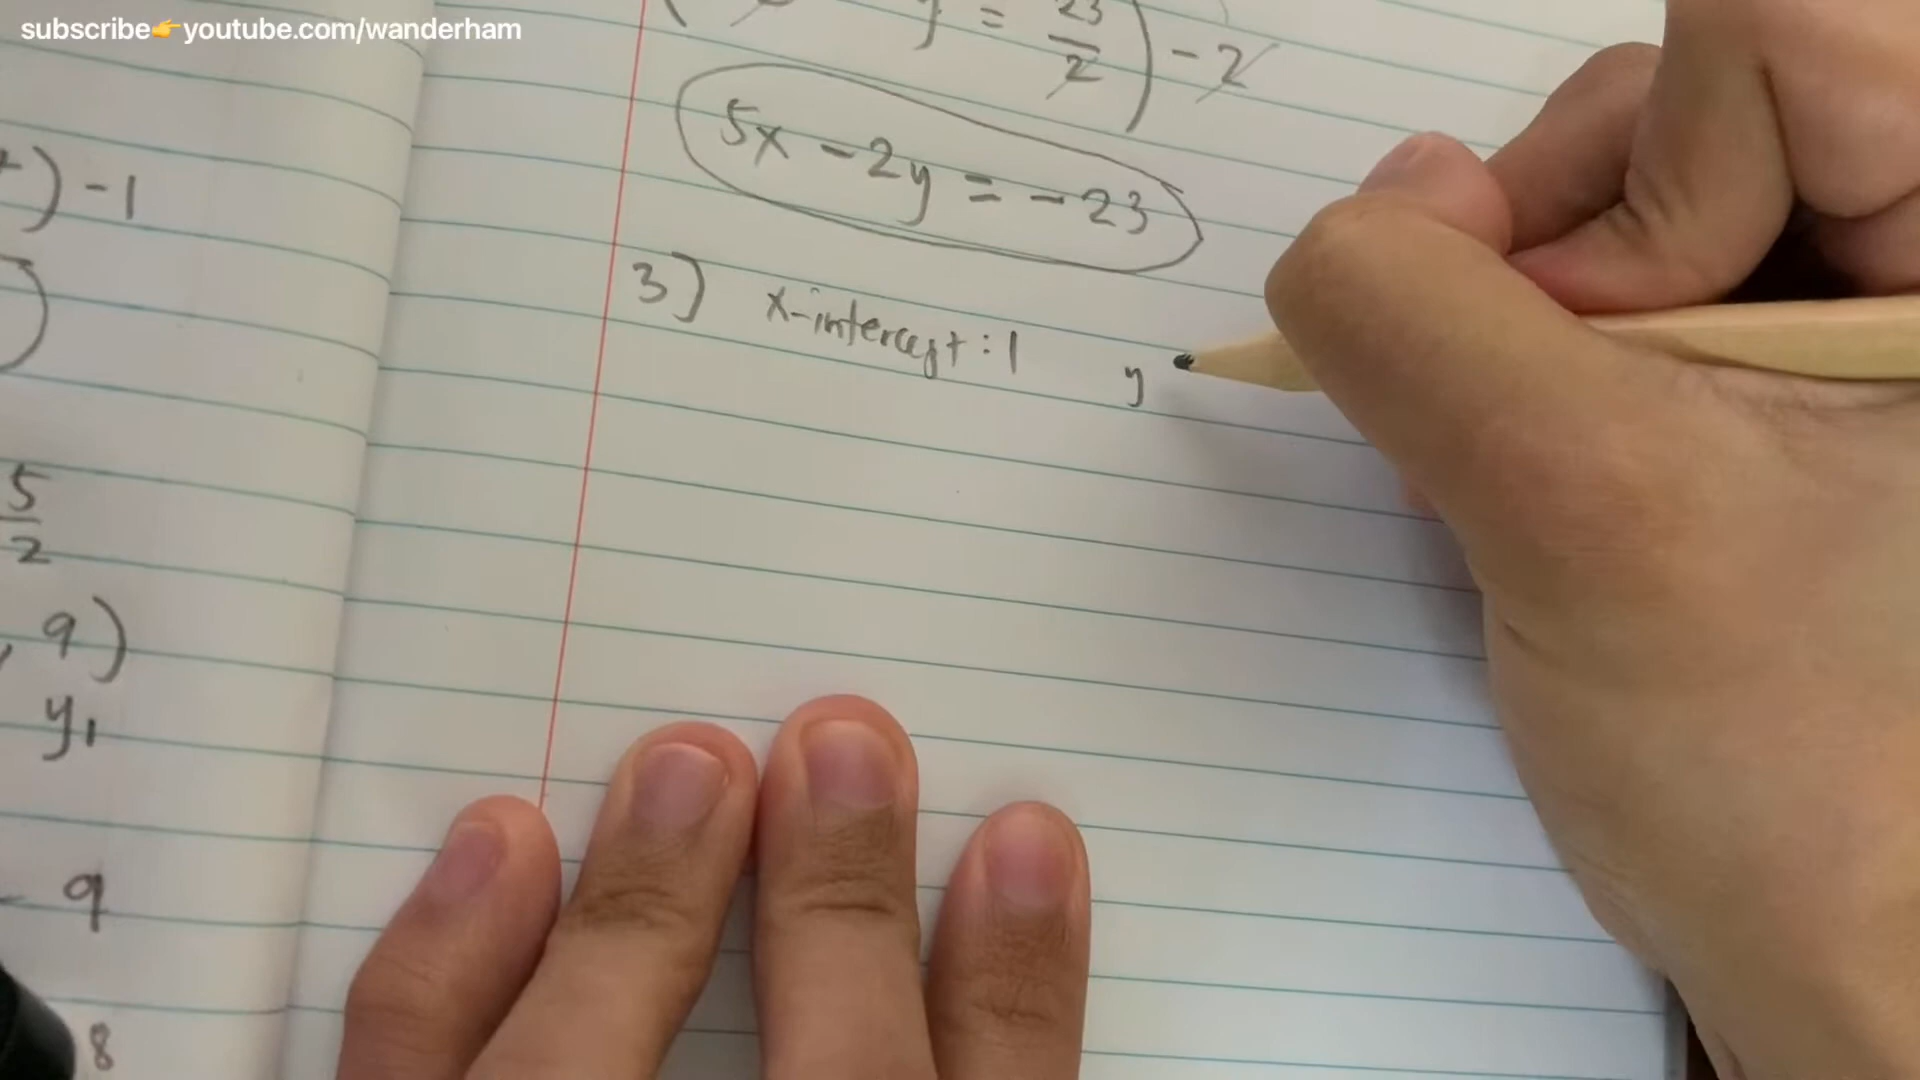 subscribe👉youtube.com/wanderham
y = 23/2) - 2
5x - 2y = -23
3] x-intercept: 1 y
) -1
5/2
, 9)
y₁
- 9
8